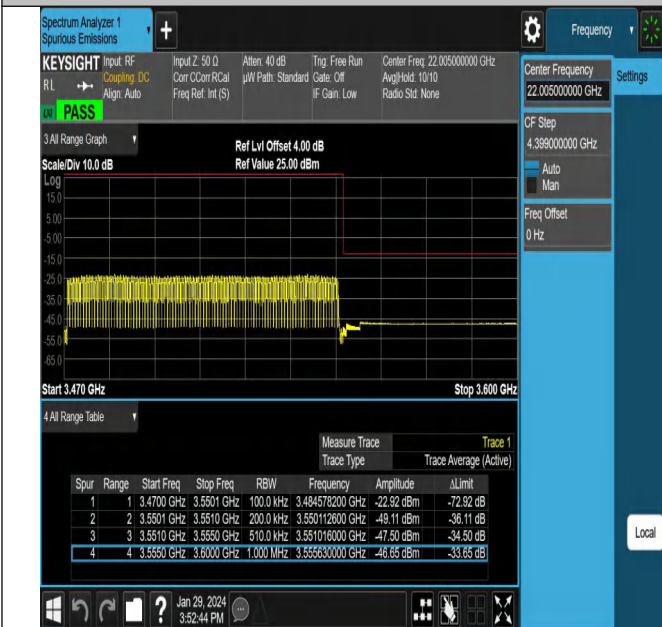 Spectrum Analyzer 1
Spurious Emissions
Frequency
KEYSIGHT
RL
PASS
Input: RF
Coupling: DC
Align: Auto
Input Z: 50 Ω
Corr CCorr RCal
Freq Ref: Int (S)
Atten: 40 dB
µW Path: Standard
Trig: Free Run
Gate: Off
IF Gain: Low
Center Freq: 22.005000000 GHz
Avg|Hold: 10/10
Radio Std: None
Center Frequency
22.005000000 GHz
Settings
CF Step
4.399000000 GHz
Auto
Man
Freq Offset
0 Hz
Local
3 All Range Graph
Scale/Div 10.0 dB
Ref Lvl Offset 4.00 dB
Ref Value 25.00 dBm
Log
15.0
5.00
-5.00
-15.0
-25.0
-35.0
-45.0
-55.0
-65.0
Start 3.470 GHz
Stop 3.600 GHz
4 All Range Table
Measure Trace Trace 1
Trace Type Trace Average (Active)
Spur Range Start Freq Stop Freq RBW Frequency Amplitude ΔLimit
1 1 3.4700 GHz 3.5501 GHz 100.0 kHz 3.484578200 GHz -22.92 dBm -72.92 dB
2 2 3.5501 GHz 3.5510 GHz 200.0 kHz 3.550112600 GHz -49.11 dBm -36.11 dB
3 3 3.5510 GHz 3.5550 GHz 510.0 kHz 3.551016000 GHz -47.50 dBm -34.50 dB
4 4 3.5550 GHz 3.6000 GHz 1.000 MHz 3.555630000 GHz -46.65 dBm -33.65 dB
Jan 29, 2024
3:52:44 PM